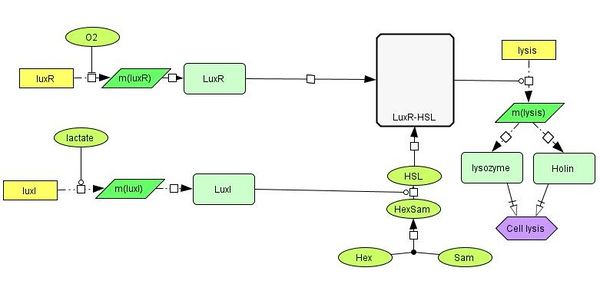 O2
luxR
m(luxR)
LuxR
LuxR-HSL
lysis
m(lysis)
lysozyme
Holin
Cell lysis
lactate
luxI
m(luxI)
LuxI
HSL
HexSam
Hex
Sam